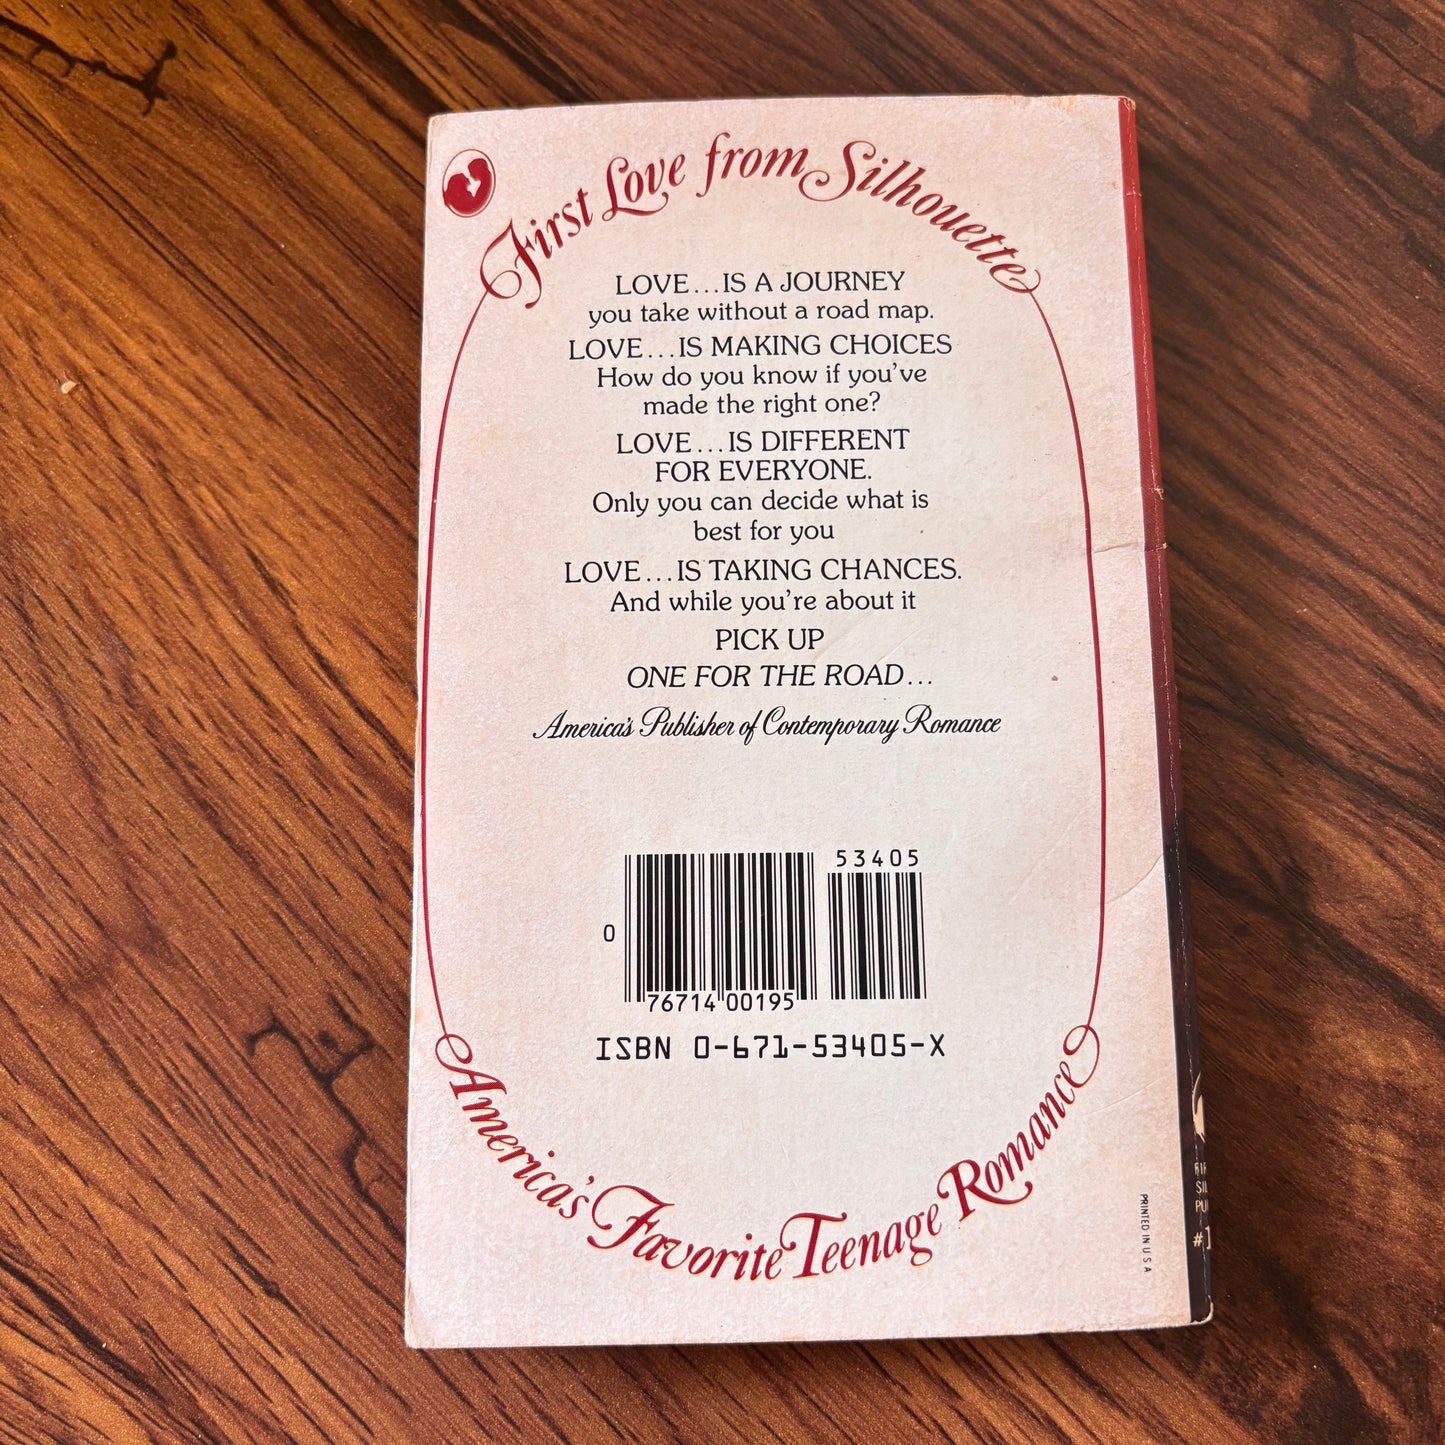 First Love from Silhouette
LOVE...IS A JOURNEY
you take without a road map.
LOVE...IS MAKING CHOICES
How do you know if you've
made the right one?
LOVE...IS DIFFERENT
FOR EVERYONE.
Only you can decide what is
best for you
LOVE...IS TAKING CHANCES.
And while you're about it
PICK UP
ONE FOR THE ROAD...
America's Publisher of Contemporary Romance
53405
0
76714 00195
ISBN 0-671-53405-X
America's Favorite Teenage Romance
PRINTED IN U S A